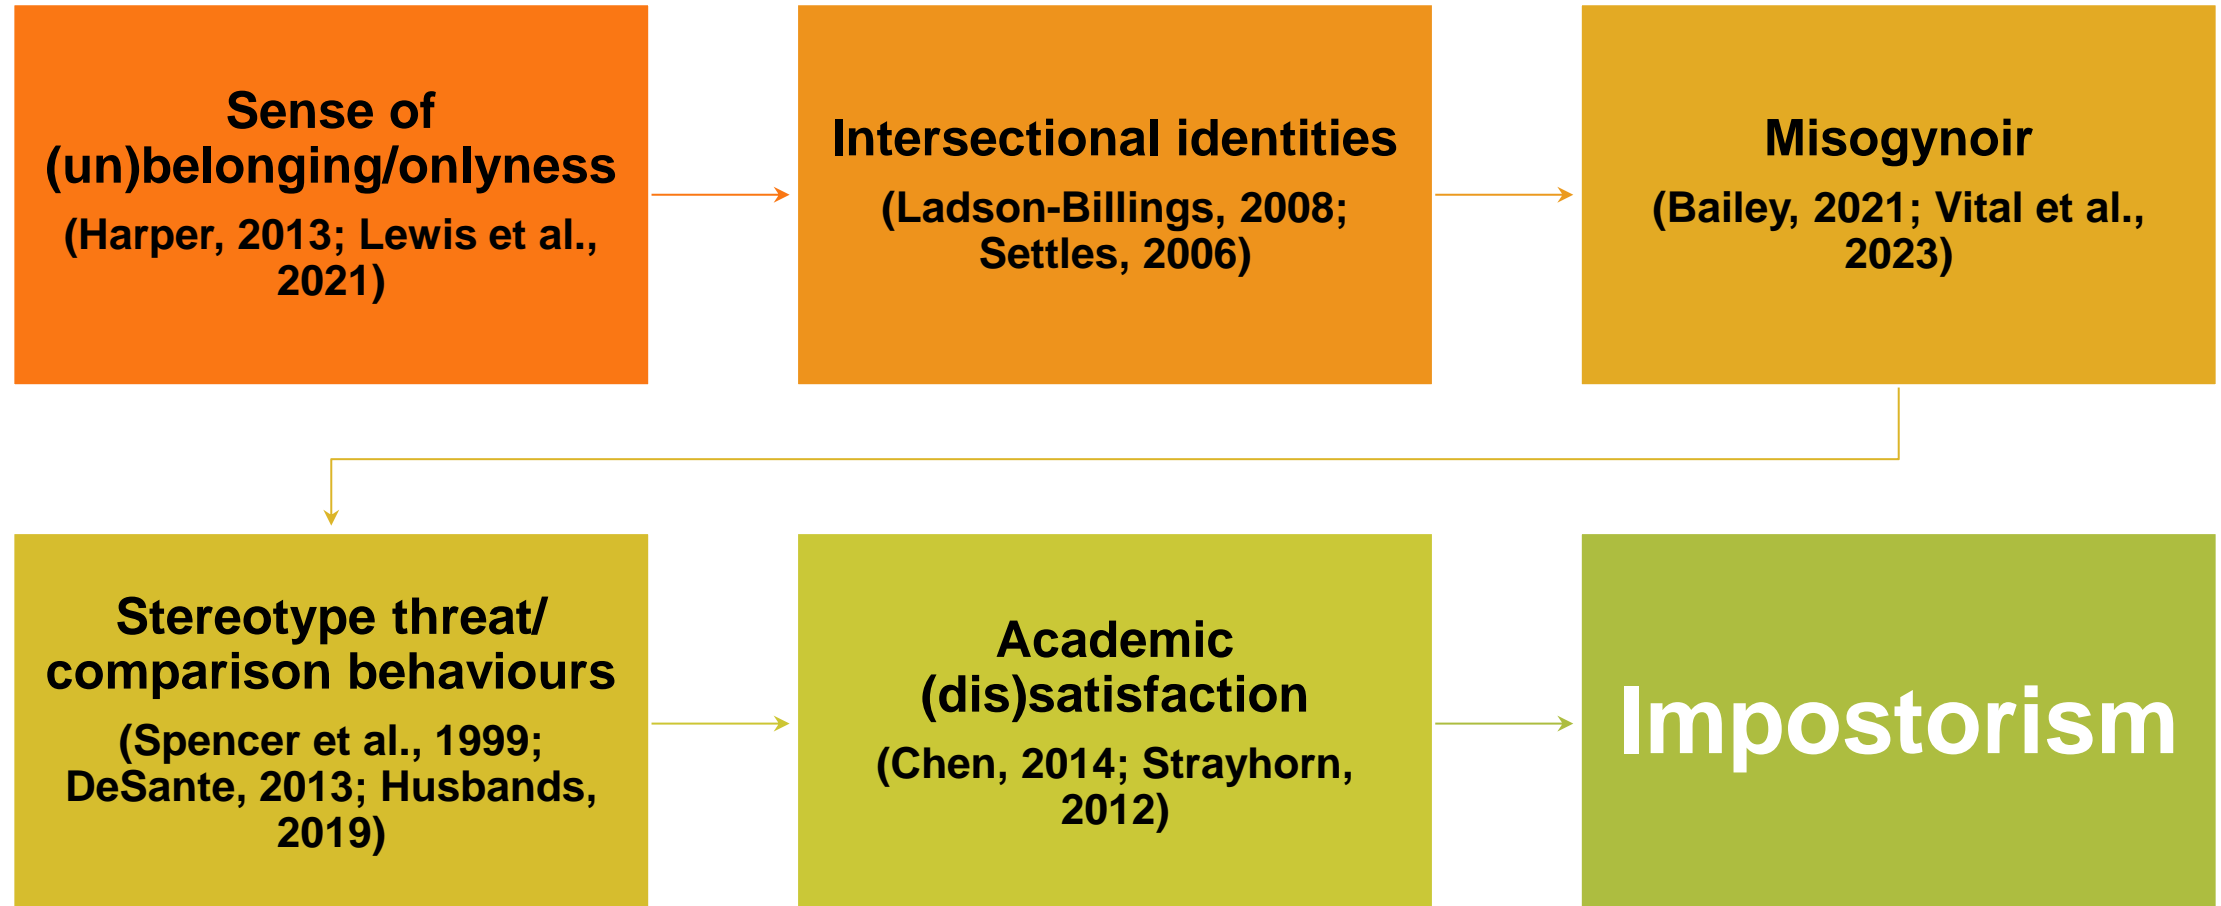 Sense of
(un)belonging/onlyness
(Harper, 2013; Lewis et al.,
2021)
Intersectional identities
(Ladson-Billings, 2008;
Settles, 2006)
Misogynoir
(Bailey, 2021; Vital et al.,
2023)
Stereotype threat/
comparison behaviours
(Spencer et al., 1999;
DeSante, 2013; Husbands,
2019)
Academic
(dis)satisfaction
(Chen, 2014; Strayhorn,
2012)
Impostorism